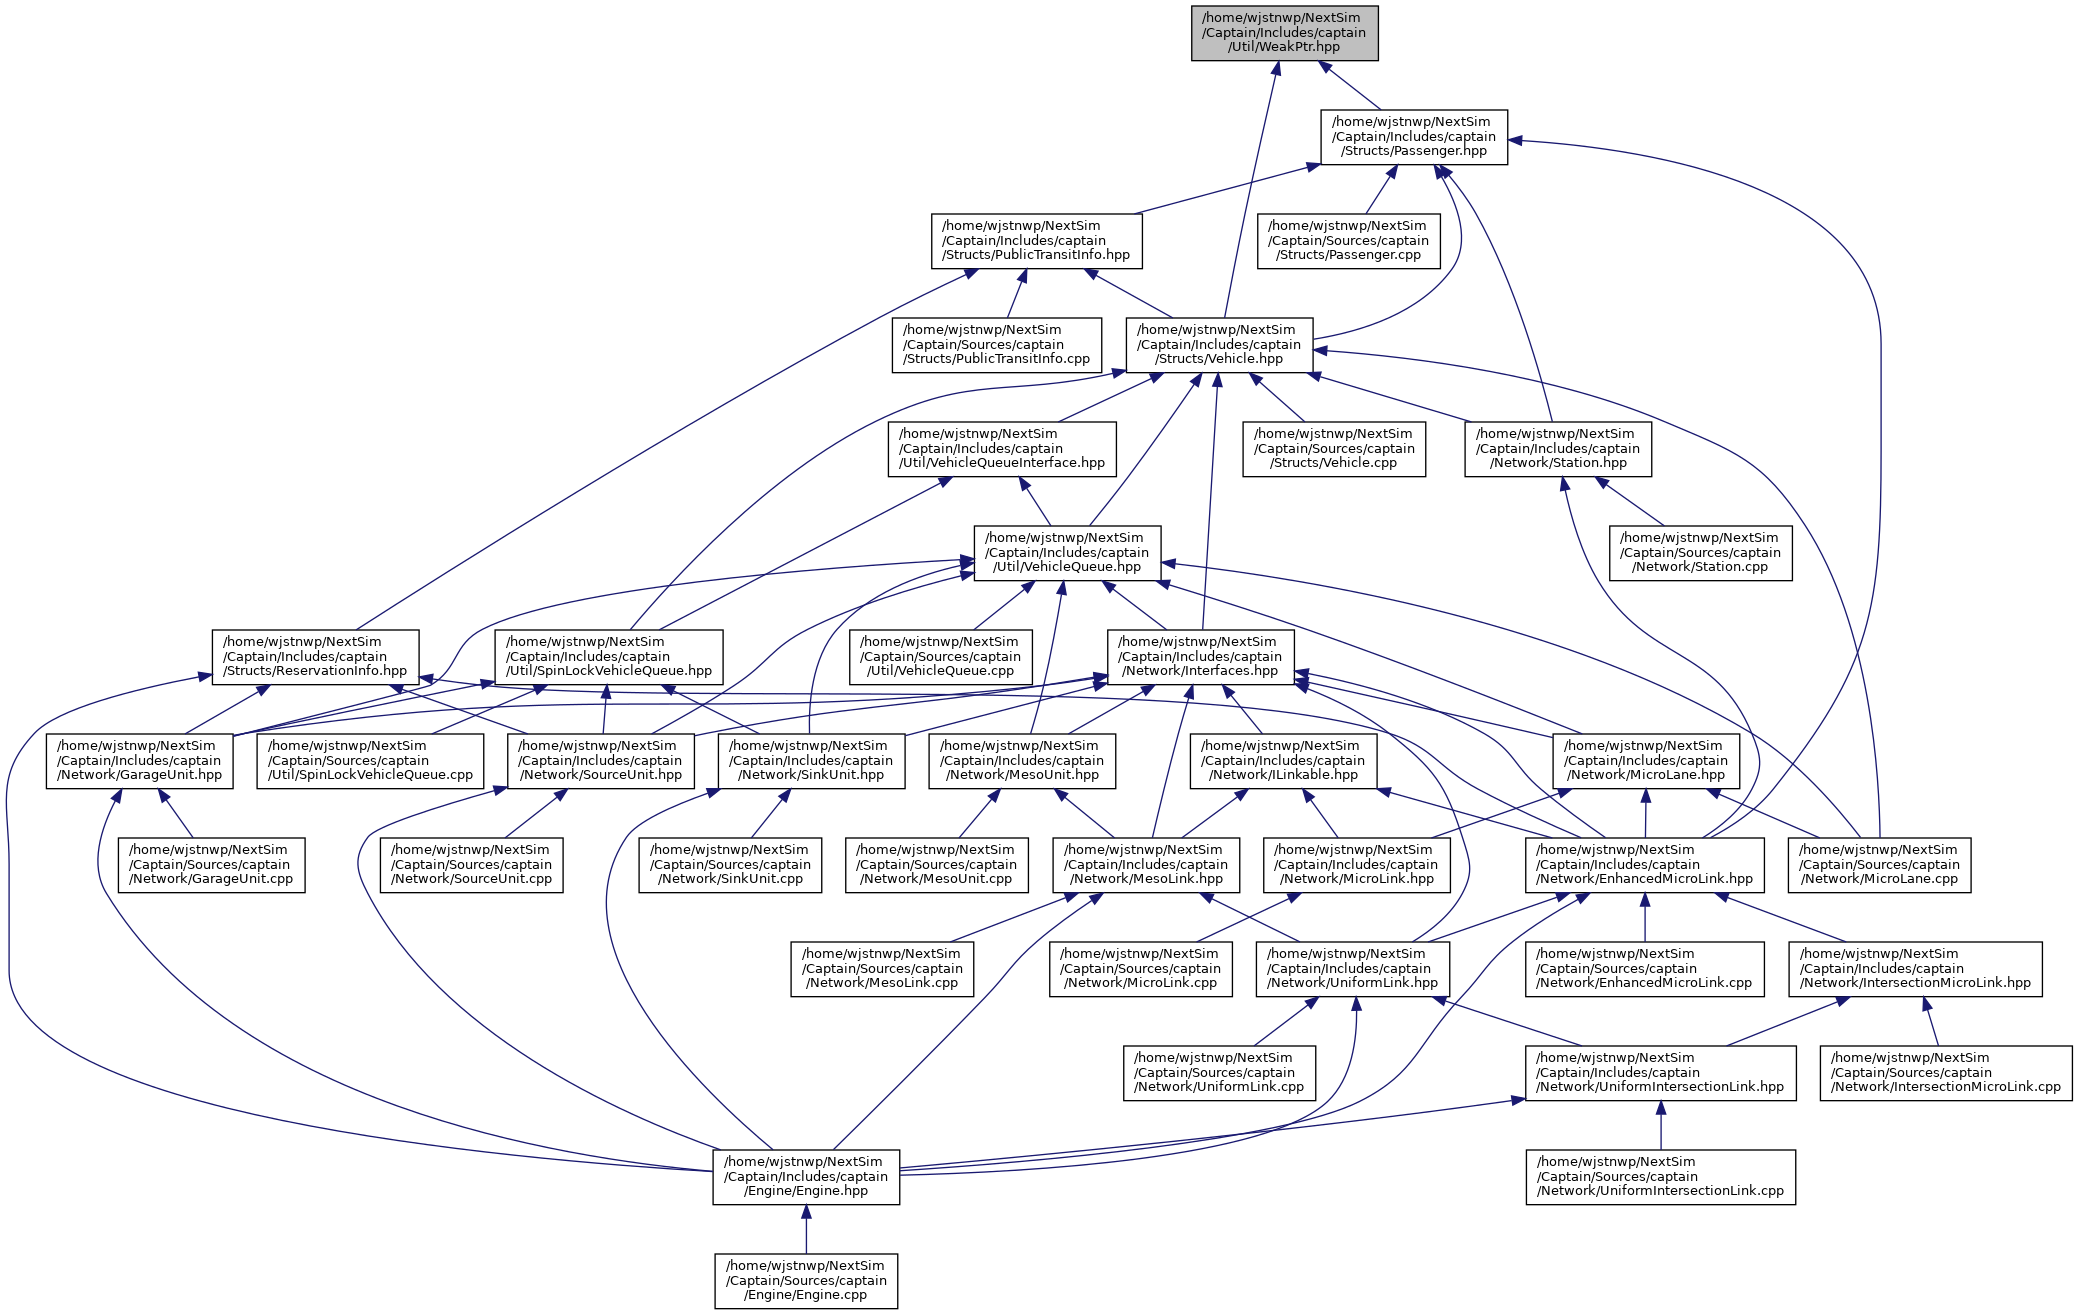 /home/wjstnwp/NextSim
/Captain/Includes/captain
/Util/WeakPtr.hpp
/home/wjstnwp/NextSim
/Captain/Includes/captain
/Structs/Passenger.hpp
/home/wjstnwp/NextSim
/Captain/Includes/captain
/Structs/PublicTransitInfo.hpp
/home/wjstnwp/NextSim
/Captain/Sources/captain
/Structs/Passenger.cpp
/home/wjstnwp/NextSim
/Captain/Sources/captain
/Structs/PublicTransitInfo.cpp
/home/wjstnwp/NextSim
/Captain/Includes/captain
/Structs/Vehicle.hpp
/home/wjstnwp/NextSim
/Captain/Includes/captain
/Util/VehicleQueueInterface.hpp
/home/wjstnwp/NextSim
/Captain/Sources/captain
/Structs/Vehicle.cpp
/home/wjstnwp/NextSim
/Captain/Includes/captain
/Network/Station.hpp
/home/wjstnwp/NextSim
/Captain/Includes/captain
/Util/VehicleQueue.hpp
/home/wjstnwp/NextSim
/Captain/Sources/captain
/Network/Station.cpp
/home/wjstnwp/NextSim
/Captain/Includes/captain
/Structs/ReservationInfo.hpp
/home/wjstnwp/NextSim
/Captain/Includes/captain
/Util/SpinLockVehicleQueue.hpp
/home/wjstnwp/NextSim
/Captain/Sources/captain
/Util/VehicleQueue.cpp
/home/wjstnwp/NextSim
/Captain/Includes/captain
/Network/Interfaces.hpp
/home/wjstnwp/NextSim
/Captain/Includes/captain
/Network/GarageUnit.hpp
/home/wjstnwp/NextSim
/Captain/Sources/captain
/Util/SpinLockVehicleQueue.cpp
/home/wjstnwp/NextSim
/Captain/Includes/captain
/Network/SourceUnit.hpp
/home/wjstnwp/NextSim
/Captain/Includes/captain
/Network/SinkUnit.hpp
/home/wjstnwp/NextSim
/Captain/Includes/captain
/Network/MesoUnit.hpp
/home/wjstnwp/NextSim
/Captain/Includes/captain
/Network/ILinkable.hpp
/home/wjstnwp/NextSim
/Captain/Includes/captain
/Network/MicroLane.hpp
/home/wjstnwp/NextSim
/Captain/Sources/captain
/Network/GarageUnit.cpp
/home/wjstnwp/NextSim
/Captain/Sources/captain
/Network/SourceUnit.cpp
/home/wjstnwp/NextSim
/Captain/Sources/captain
/Network/SinkUnit.cpp
/home/wjstnwp/NextSim
/Captain/Sources/captain
/Network/MesoUnit.cpp
/home/wjstnwp/NextSim
/Captain/Includes/captain
/Network/MesoLink.hpp
/home/wjstnwp/NextSim
/Captain/Includes/captain
/Network/MicroLink.hpp
/home/wjstnwp/NextSim
/Captain/Includes/captain
/Network/EnhancedMicroLink.hpp
/home/wjstnwp/NextSim
/Captain/Sources/captain
/Network/MicroLane.cpp
/home/wjstnwp/NextSim
/Captain/Sources/captain
/Network/MesoLink.cpp
/home/wjstnwp/NextSim
/Captain/Sources/captain
/Network/MicroLink.cpp
/home/wjstnwp/NextSim
/Captain/Includes/captain
/Network/UniformLink.hpp
/home/wjstnwp/NextSim
/Captain/Sources/captain
/Network/EnhancedMicroLink.cpp
/home/wjstnwp/NextSim
/Captain/Includes/captain
/Network/IntersectionMicroLink.hpp
/home/wjstnwp/NextSim
/Captain/Sources/captain
/Network/UniformLink.cpp
/home/wjstnwp/NextSim
/Captain/Includes/captain
/Network/UniformIntersectionLink.hpp
/home/wjstnwp/NextSim
/Captain/Sources/captain
/Network/IntersectionMicroLink.cpp
/home/wjstnwp/NextSim
/Captain/Includes/captain
/Engine/Engine.hpp
/home/wjstnwp/NextSim
/Captain/Sources/captain
/Network/UniformIntersectionLink.cpp
/home/wjstnwp/NextSim
/Captain/Sources/captain
/Engine/Engine.cpp